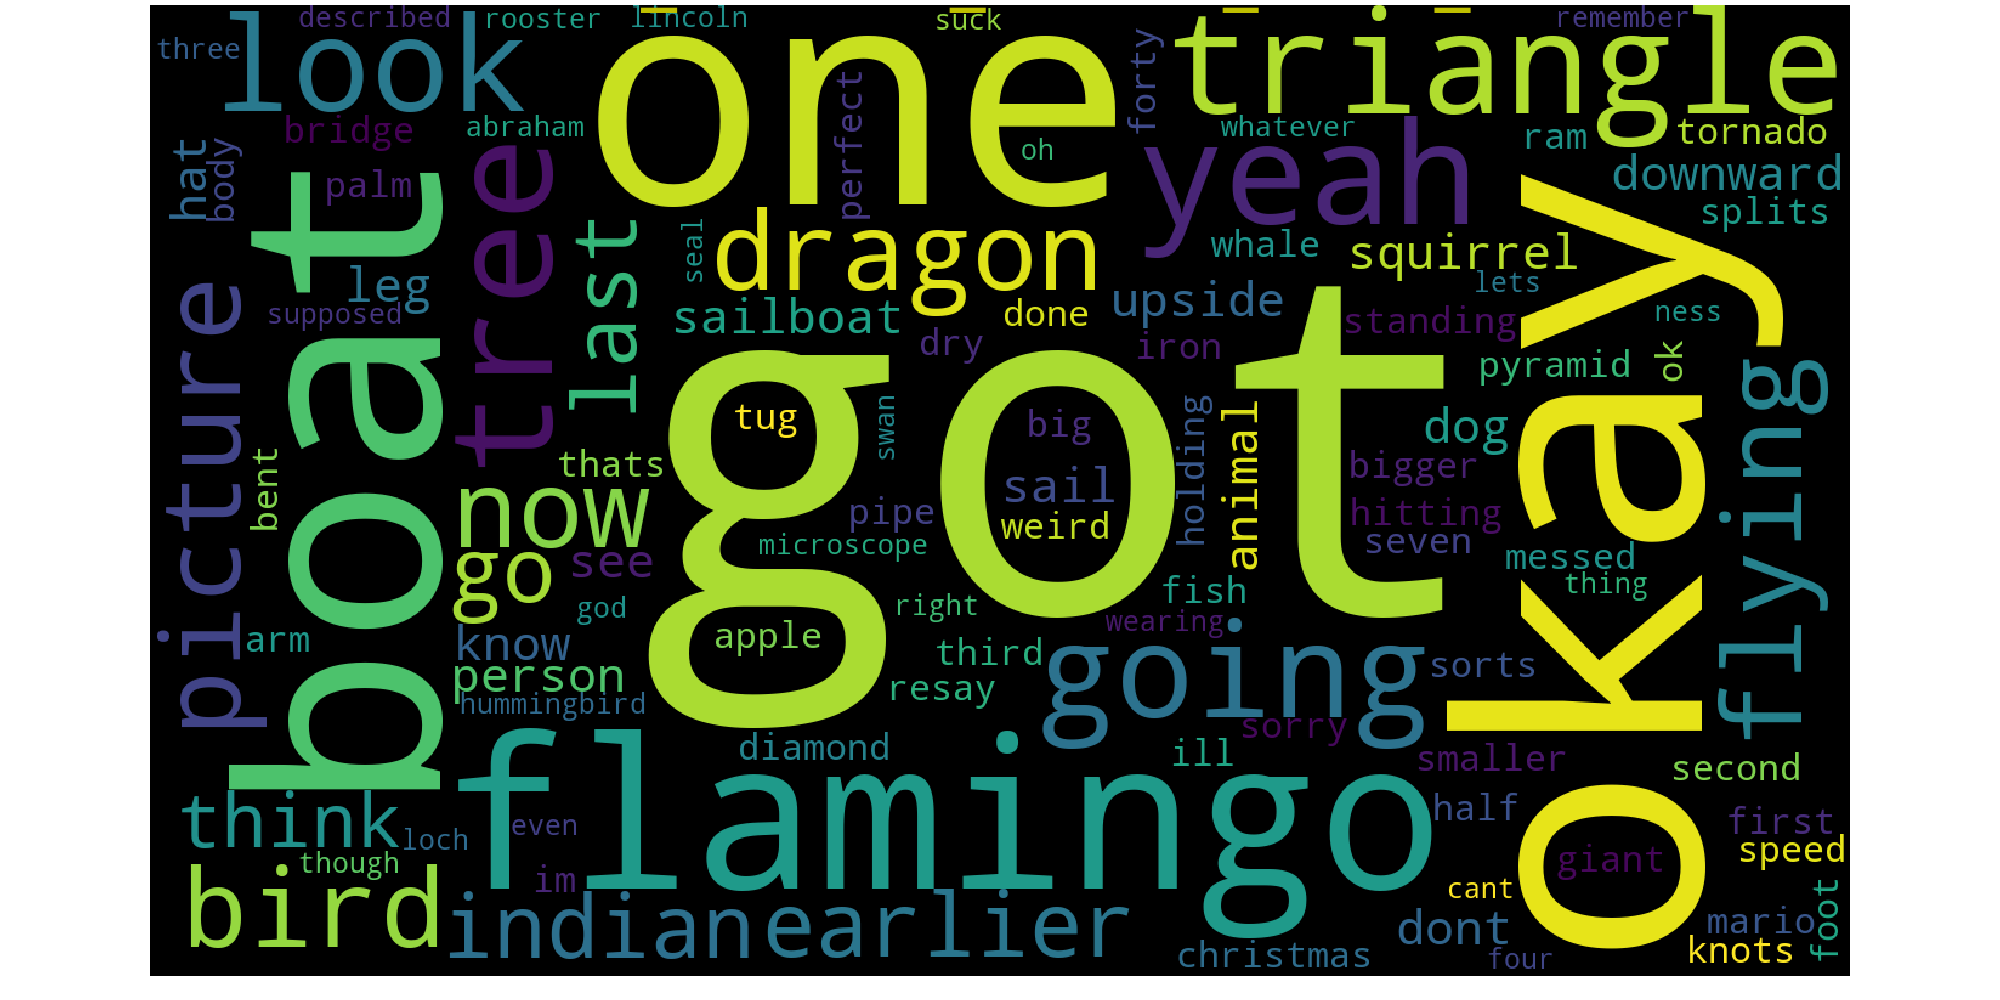 described rooster lincoln suck remember
three look one triangle
bridge abraham perfect oh forty whatever ram tornado
hat body palm tree yeah downward
splits
boat last seal dragon whale squirrel
leg lets
supposed sailboat done upside standing ness
picture dry iron pyramid ok
got okay flying
tug swan big holding animal dog
bent thats sail bigger
now pipe weird hitting
microscope seven messed
go see fish thing
god right wearing
arm know apple third going sorts
person resay
hummingbird sorry
diamond ill smaller second
flamingo
think loch even half first
though im giant speed
bird cant
indian earlier dont mario foot
christmas four knots